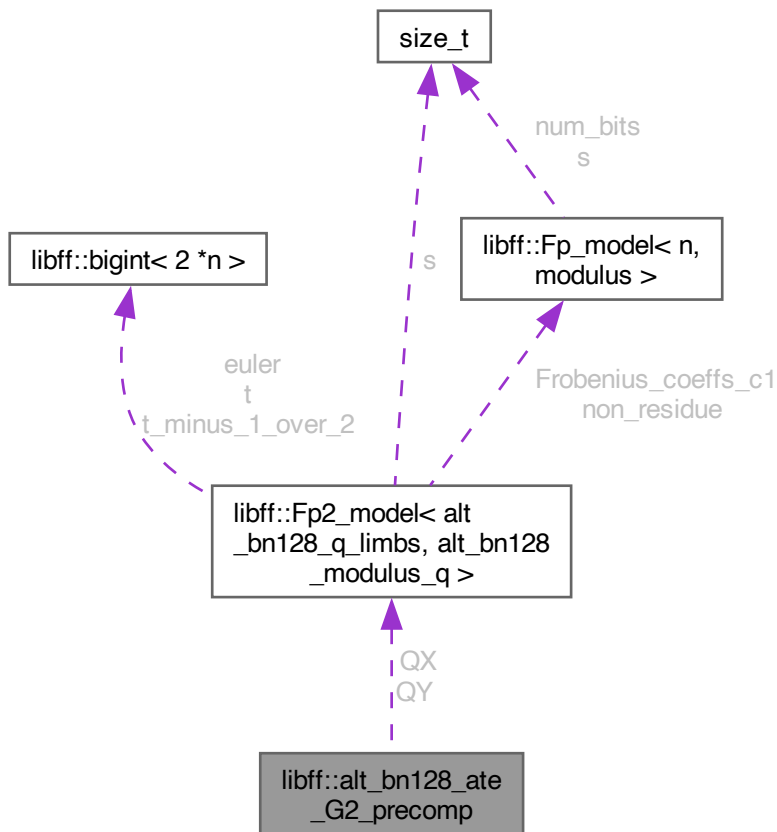 size_t
num_bits
s
libff::bigint< 2 *n >
s
libff::Fp_model< n,
modulus >
euler
t
t_minus_1_over_2
Frobenius_coeffs_c1
non_residue
libff::Fp2_model< alt
_bn128_q_limbs, alt_bn128
_modulus_q >
QX
QY
libff::alt_bn128_ate
_G2_precomp